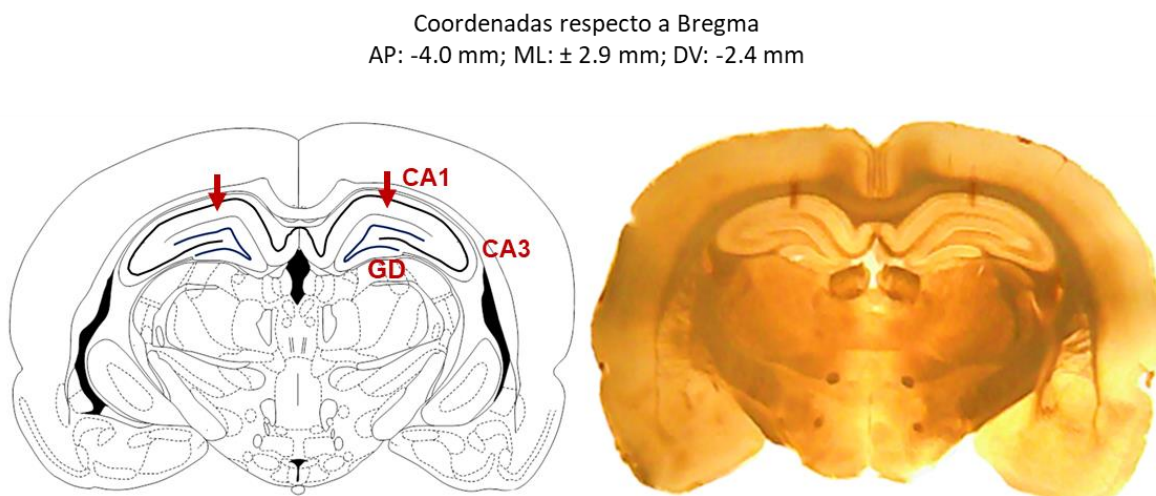 Coordenadas respecto a Bregma
AP: -4.0 mm; ML: ± 2.9 mm; DV: -2.4 mm
CA1
CA3
GD